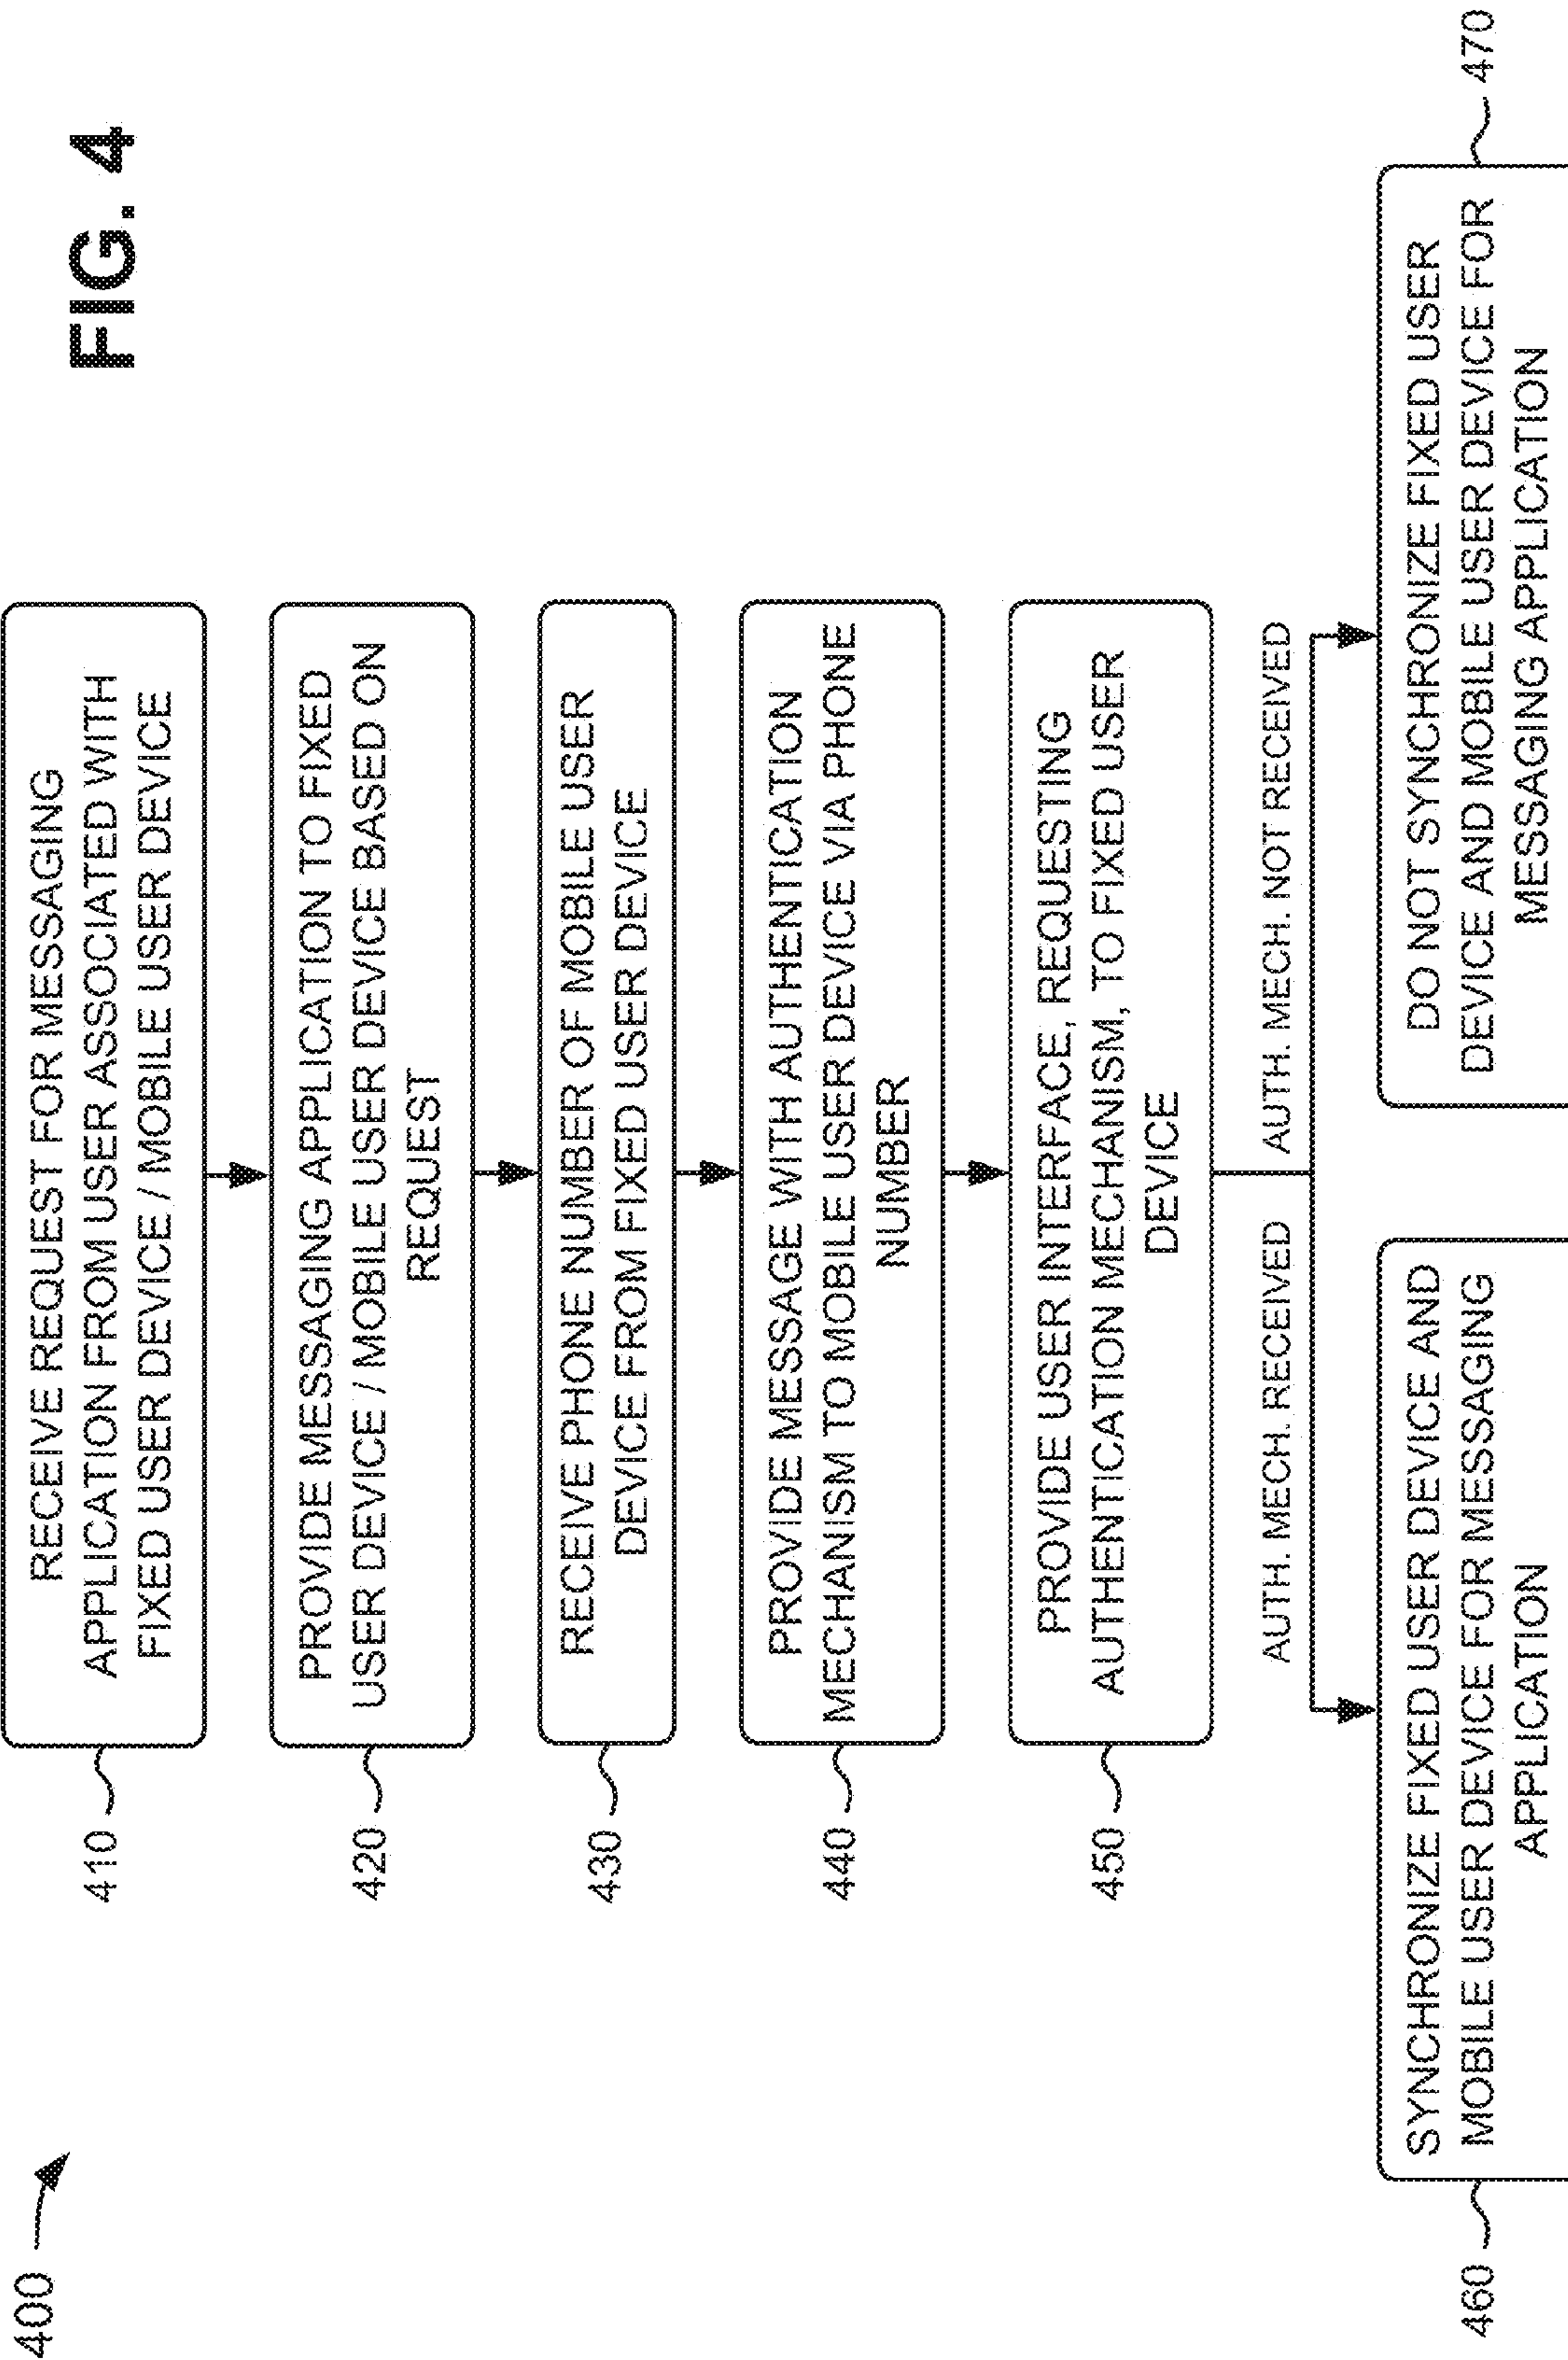 400
FIG. 4
410
RECEIVE REQUEST FOR MESSAGING
APPLICATION FROM USER ASSOCIATED WITH
FIXED USER DEVICE / MOBILE USER DEVICE
420
PROVIDE MESSAGING APPLICATION TO FIXED
USER DEVICE / MOBILE USER DEVICE BASED ON
REQUEST
430
RECEIVE PHONE NUMBER OF MOBILE USER
DEVICE FROM FIXED USER DEVICE
440
PROVIDE MESSAGE WITH AUTHENTICATION
MECHANISM TO MOBILE USER DEVICE VIA PHONE
NUMBER
450
PROVIDE USER INTERFACE, REQUESTING
AUTHENTICATION MECHANISM, TO FIXED USER
DEVICE
AUTH. MECH. RECEIVED
AUTH. MECH. NOT RECEIVED
460
SYNCHRONIZE FIXED USER DEVICE AND
MOBILE USER DEVICE FOR MESSAGING
APPLICATION
DO NOT SYNCHRONIZE FIXED USER
DEVICE AND MOBILE USER DEVICE FOR
MESSAGING APPLICATION
470